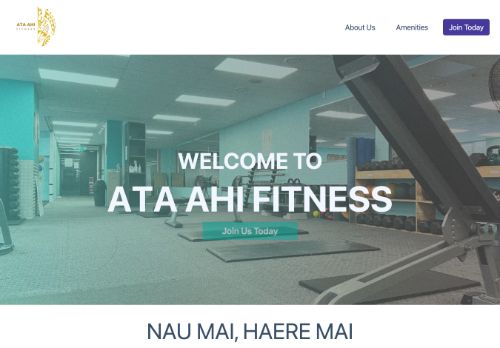 ATA AHI
FITNESS
About Us
Amenities
Join Today
WELCOME TO
ATA AHI FITNESS
Join Us Today
NAU MAI, HAERE MAI